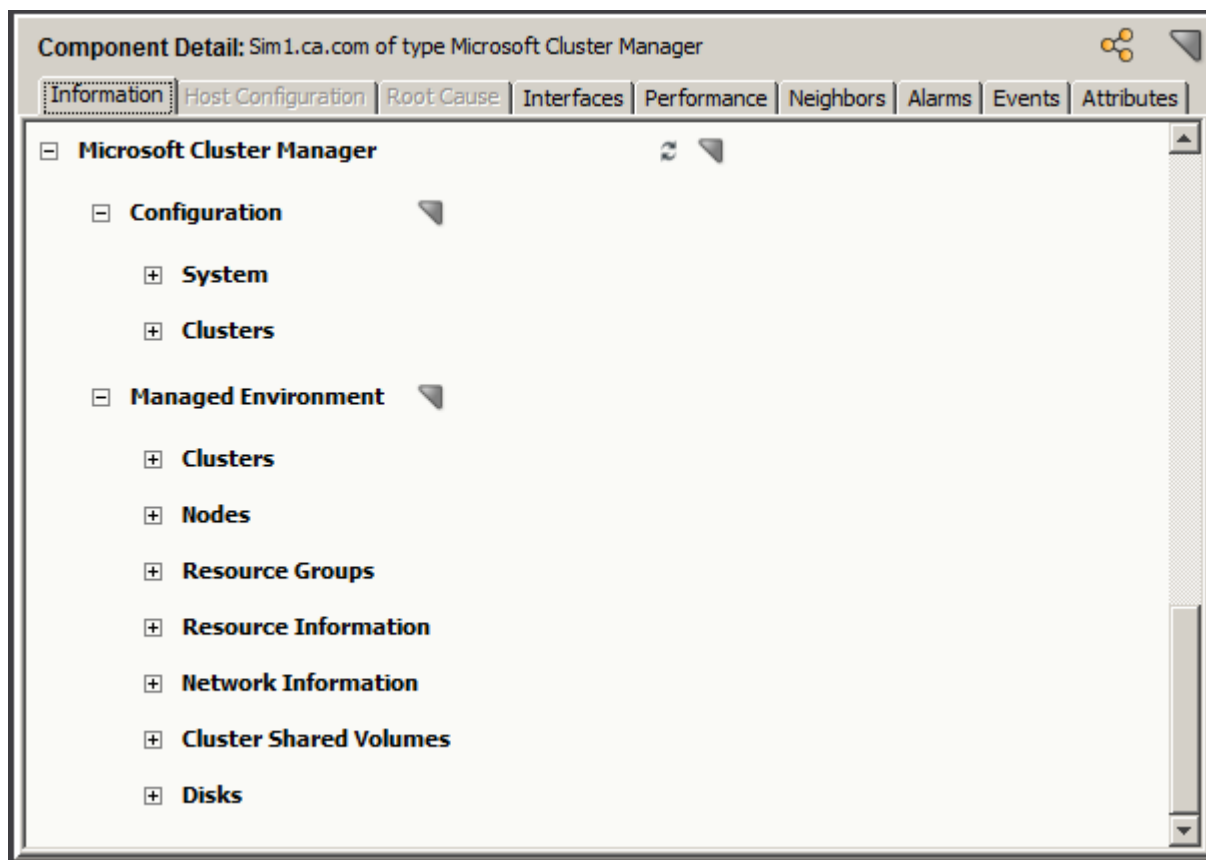 Component Detail: Sim1.ca.com of type Microsoft Cluster Manager
Information Host Configuration Root Cause Interfaces Performance Neighbors Alarms Events Attributes
Microsoft Cluster Manager
Configuration
System
Clusters
Managed Environment
Clusters
Nodes
Resource Groups
Resource Information
Network Information
Cluster Shared Volumes
Disks